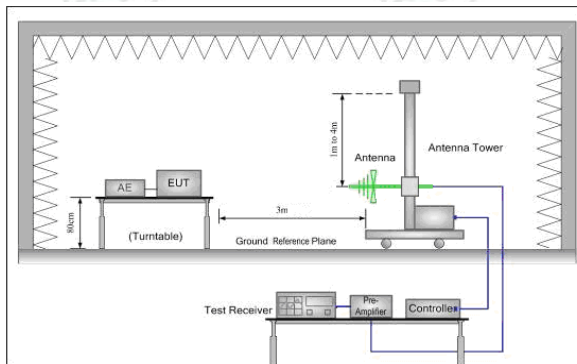 1m to 4m
Antenna
Antenna Tower
AE
EUT
80cm
(Turntable)
3m
Ground Reference Plane
Test Receiver
Pre-
Amplifier
Controller